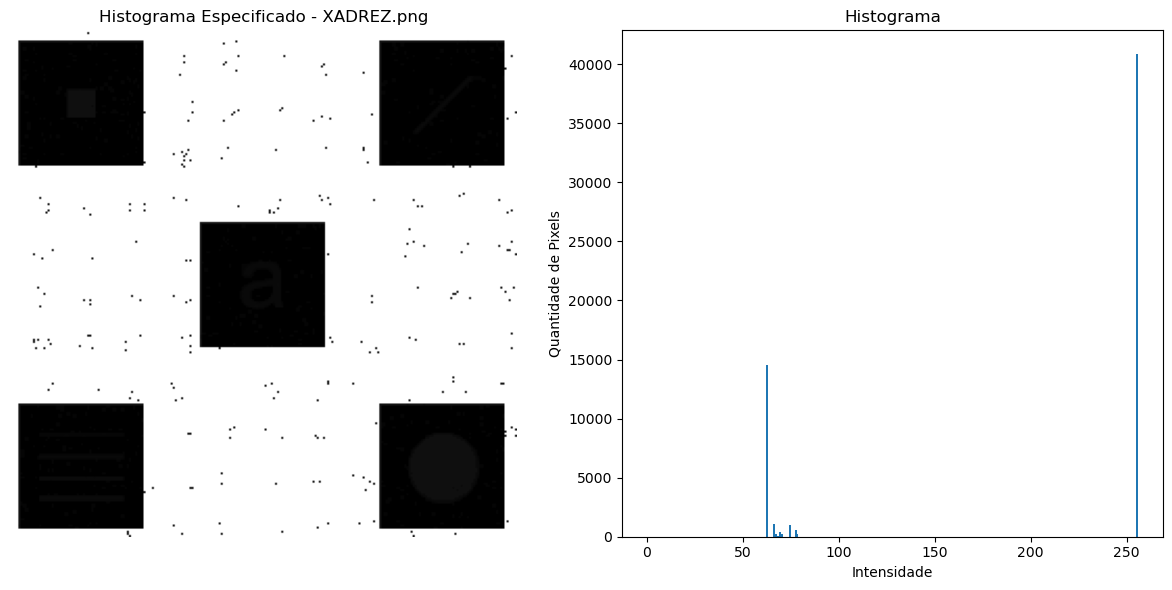 Histograma Especificado - XADREZ.png
a
Histograma
Quantidade de Pixels
40000
35000
30000
25000
20000
15000
10000
5000
0
0 50 100 150 200 250
Intensidade